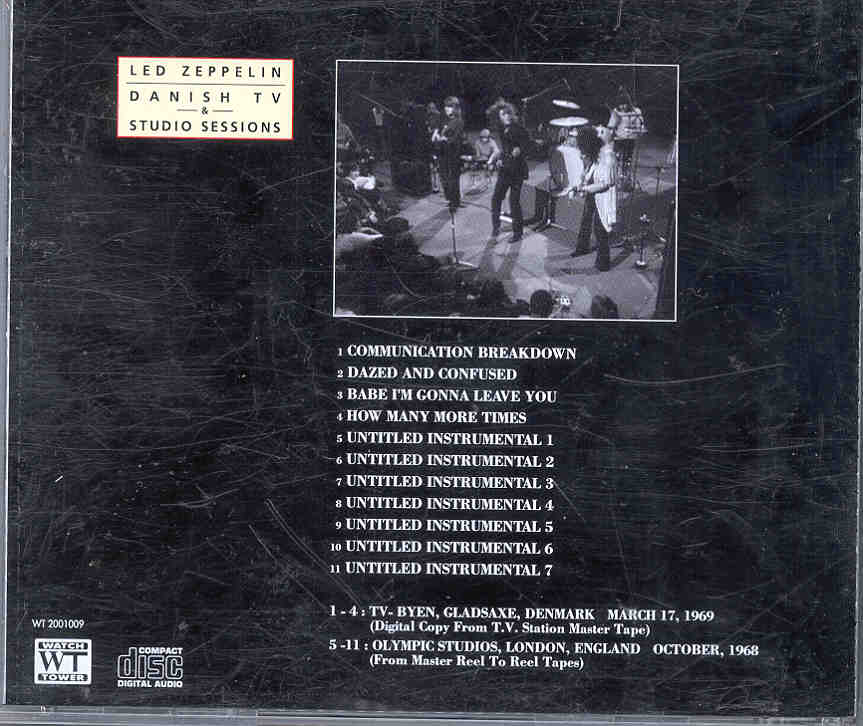 LED ZEPPELIN
DANISH TV
&
STUDIO SESSIONS
1 COMMUNICATION BREAKDOWN
2 DAZED AND CONFUSED
3 BABE I'M GONNA LEAVE YOU
4 HOW MANY MORE TIMES
5 UNTITLED INSTRUMENTAL 1
6 UNTITLED INSTRUMENTAL 2
7 UNTITLED INSTRUMENTAL 3
8 UNTITLED INSTRUMENTAL 4
9 UNTITLED INSTRUMENTAL 5
10 UNTITLED INSTRUMENTAL 6
11 UNTITLED INSTRUMENTAL 7
1 - 4 : TV- BYEN, GLADSAXE, DENMARK MARCH 17, 1969
(Digital Copy From T.V. Station Master Tape)
5 -11 : OLYMPIC STUDIOS, LONDON, ENGLAND OCTOBER, 1968
(From Master Reel To Reel Tapes)
WT 2001009
WATCH
WT
TOWER
COMPACT
disc
DIGITAL AUDIO